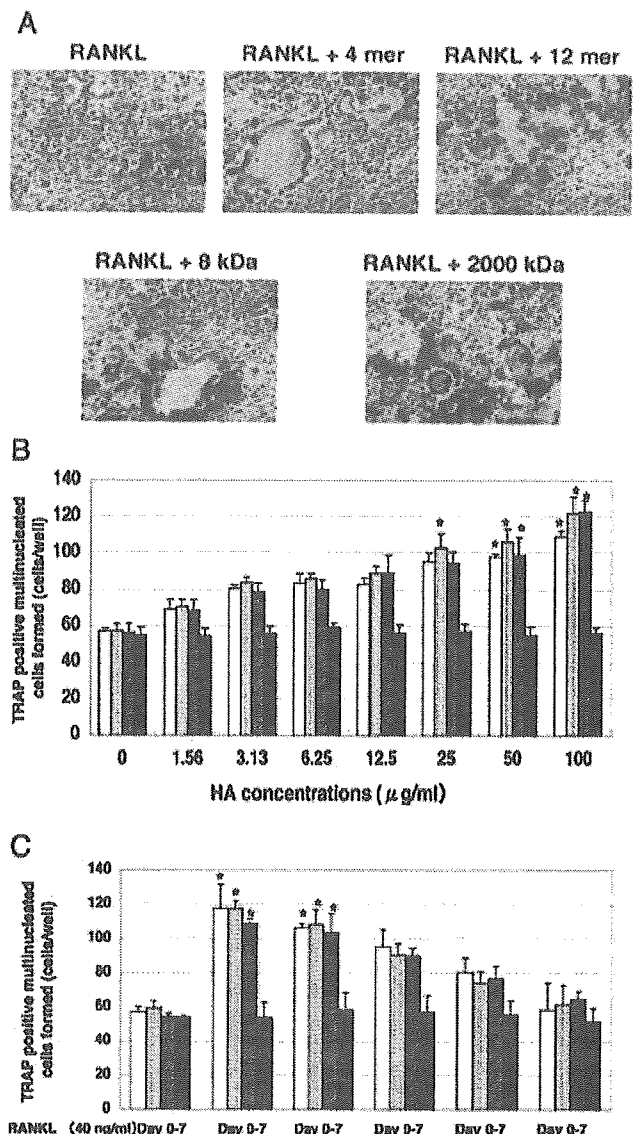 A
RANKL
RANKL + 4 mer
RANKL + 12 mer
RANKL + 8 kDa
RANKL + 2000 kDa
B
TRAP positive multinucleated
cells formed (cells/well)
140
120
100
80
60
40
20
0
0 1.56 3.13 6.25 12.5 25 50 100
HA concentrations (μg/ml)
C
TRAP positive multinucleated
cells formed (cells/well)
140
120
100
80
60
40
20
0
RANKL (40 ng/ml) Day 0-7 Day 0-7 Day 0-7 Day 0-7 Day 0-7 Day 0-7